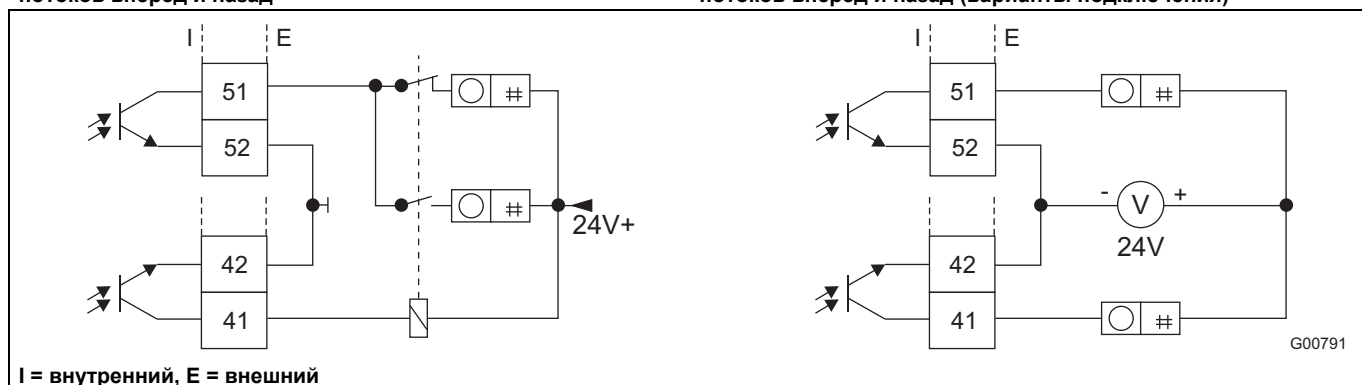 потоков вперед и назад
потоков вперед и назад (варианты подключения)
I E
51
52
42
41
24V+
I E
51
52
42
41
- V +
24V
G00791
I = внутренний, E = внешний